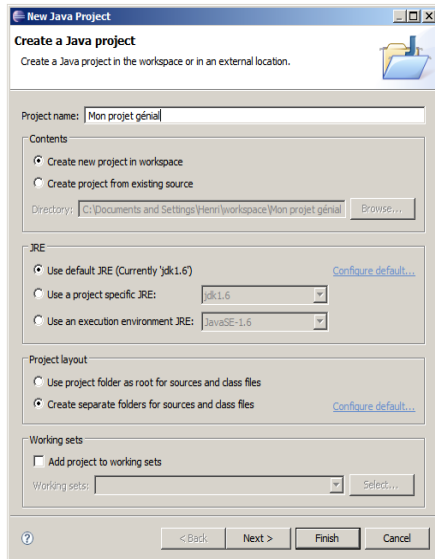 New Java Project
Create a Java project
Create a Java project in the workspace or in an external location.
Project name: Mon projet génial
Contents
Create new project in workspace
Create project from existing source
Directory: C:\Documents and Settings\Henri\workspace\Mon projet génial Browse...
JRE
Use default JRE (Currently 'jdk1.6') Configure default...
Use a project specific JRE: jdk1.6
Use an execution environment JRE: JavaSE-1.6
Project layout
Use project folder as root for sources and class files
Create separate folders for sources and class files Configure default...
Working sets
Add project to working sets
Working sets: Select...
? < Back Next > Finish Cancel